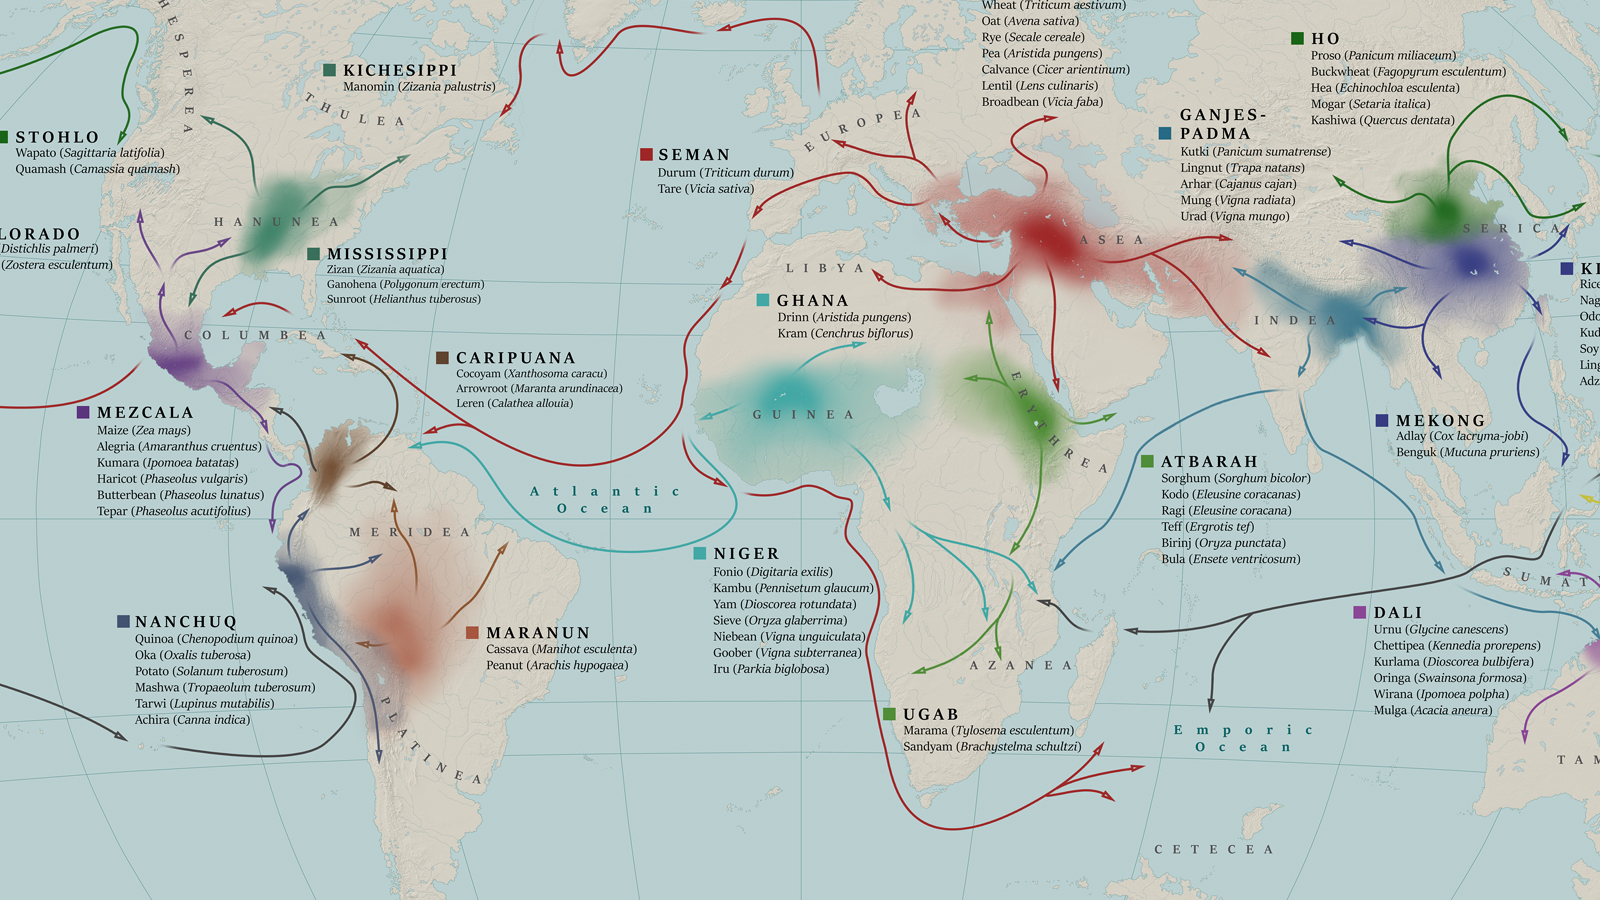 HESPEREA
KICHESIPPI
Manomin (Zizania palustris)
THULEA
STOHLO
Wapato (Sagittaria latifolia)
Quamash (Camassia quamash)
HANUNEA
LORADO
(Distichlis palmeri)
(Zostera esculentum)
MISSISSIPPI
Zizan (Zizania aquatica)
Ganohena (Polygonum erectum)
Sunroot (Helianthus tuberosus)
COLUMBEA
CARIPUANA
Cocoyam (Xanthosoma caracu)
Arrowroot (Maranta arundinacea)
Leren (Calathea allouia)
MEZCALA
Maize (Zea mays)
Alegria (Amaranthus cruentus)
Kumara (Ipomoea batatas)
Haricot (Phaseolus vulgaris)
Butterbean (Phaseolus lunatus)
Tepar (Phaseolus acutifolius)
Atlantic
Ocean
MERIDEA
NANCHUQ
Quinoa (Chenopodium quinoa)
Oka (Oxalis tuberosa)
Potato (Solanum tuberosum)
Mashwa (Tropaeolum tuberosum)
Tarwi (Lupinus mutabilis)
Achira (Canna indica)
MARANUN
Cassava (Manihot esculenta)
Peanut (Arachis hypogaea)
PLATINEA
Wheat (Triticum aestivum)
Oat (Avena sativa)
Rye (Secale cereale)
Pea (Aristida pungens)
Calvance (Cicer arientinum)
Lentil (Lens culinaris)
Broadbean (Vicia faba)
EUROPEA
SEMAN
Durum (Triticum durum)
Tare (Vicia sativa)
ASEA
LIBYA
GHANA
Drinn (Aristida pungens)
Kram (Cenchrus biflorus)
GUINEA
ERYTHREA
NIGER
Fonio (Digitaria exilis)
Kambu (Pennisetum glaucum)
Yam (Dioscorea rotundata)
Sieve (Oryza glaberrima)
Niebean (Vigna unguiculata)
Goober (Vigna subterranea)
Iru (Parkia biglobosa)
AZANEA
UGAB
Marama (Tylosema esculentum)
Sandyam (Brachystelma schultzi)
HO
Proso (Panicum miliaceum)
Buckwheat (Fagopyrum esculentum)
Hea (Echinochloa esculenta)
Mogar (Setaria italica)
Kashiwa (Quercus dentata)
GANJES-
PADMA
Kutki (Panicum sumatrense)
Lingnut (Trapa natans)
Arhar (Cajanus cajan)
Mung (Vigna radiata)
Urad (Vigna mungo)
SERICA
INDEA
KI
Rice
Nag
Odo
Kud
Soy
Ling
Adz
MEKONG
Adlay (Cox lacryma-jobi)
Benguk (Mucuna pruriens)
ATBARAH
Sorghum (Sorghum bicolor)
Kodo (Eleusine coracanas)
Ragi (Eleusine coracana)
Teff (Ergrotis tef)
Birinj (Oryza punctata)
Bula (Ensete ventricosum)
SUMAT
DALI
Urnu (Glycine canescens)
Chettipea (Kennedia prorepens)
Kurlama (Dioscorea bulbifera)
Oringa (Swainsona formosa)
Wirana (Ipomoea polpha)
Mulga (Acacia aneura)
Emporic
Ocean
TAM
CETECEA